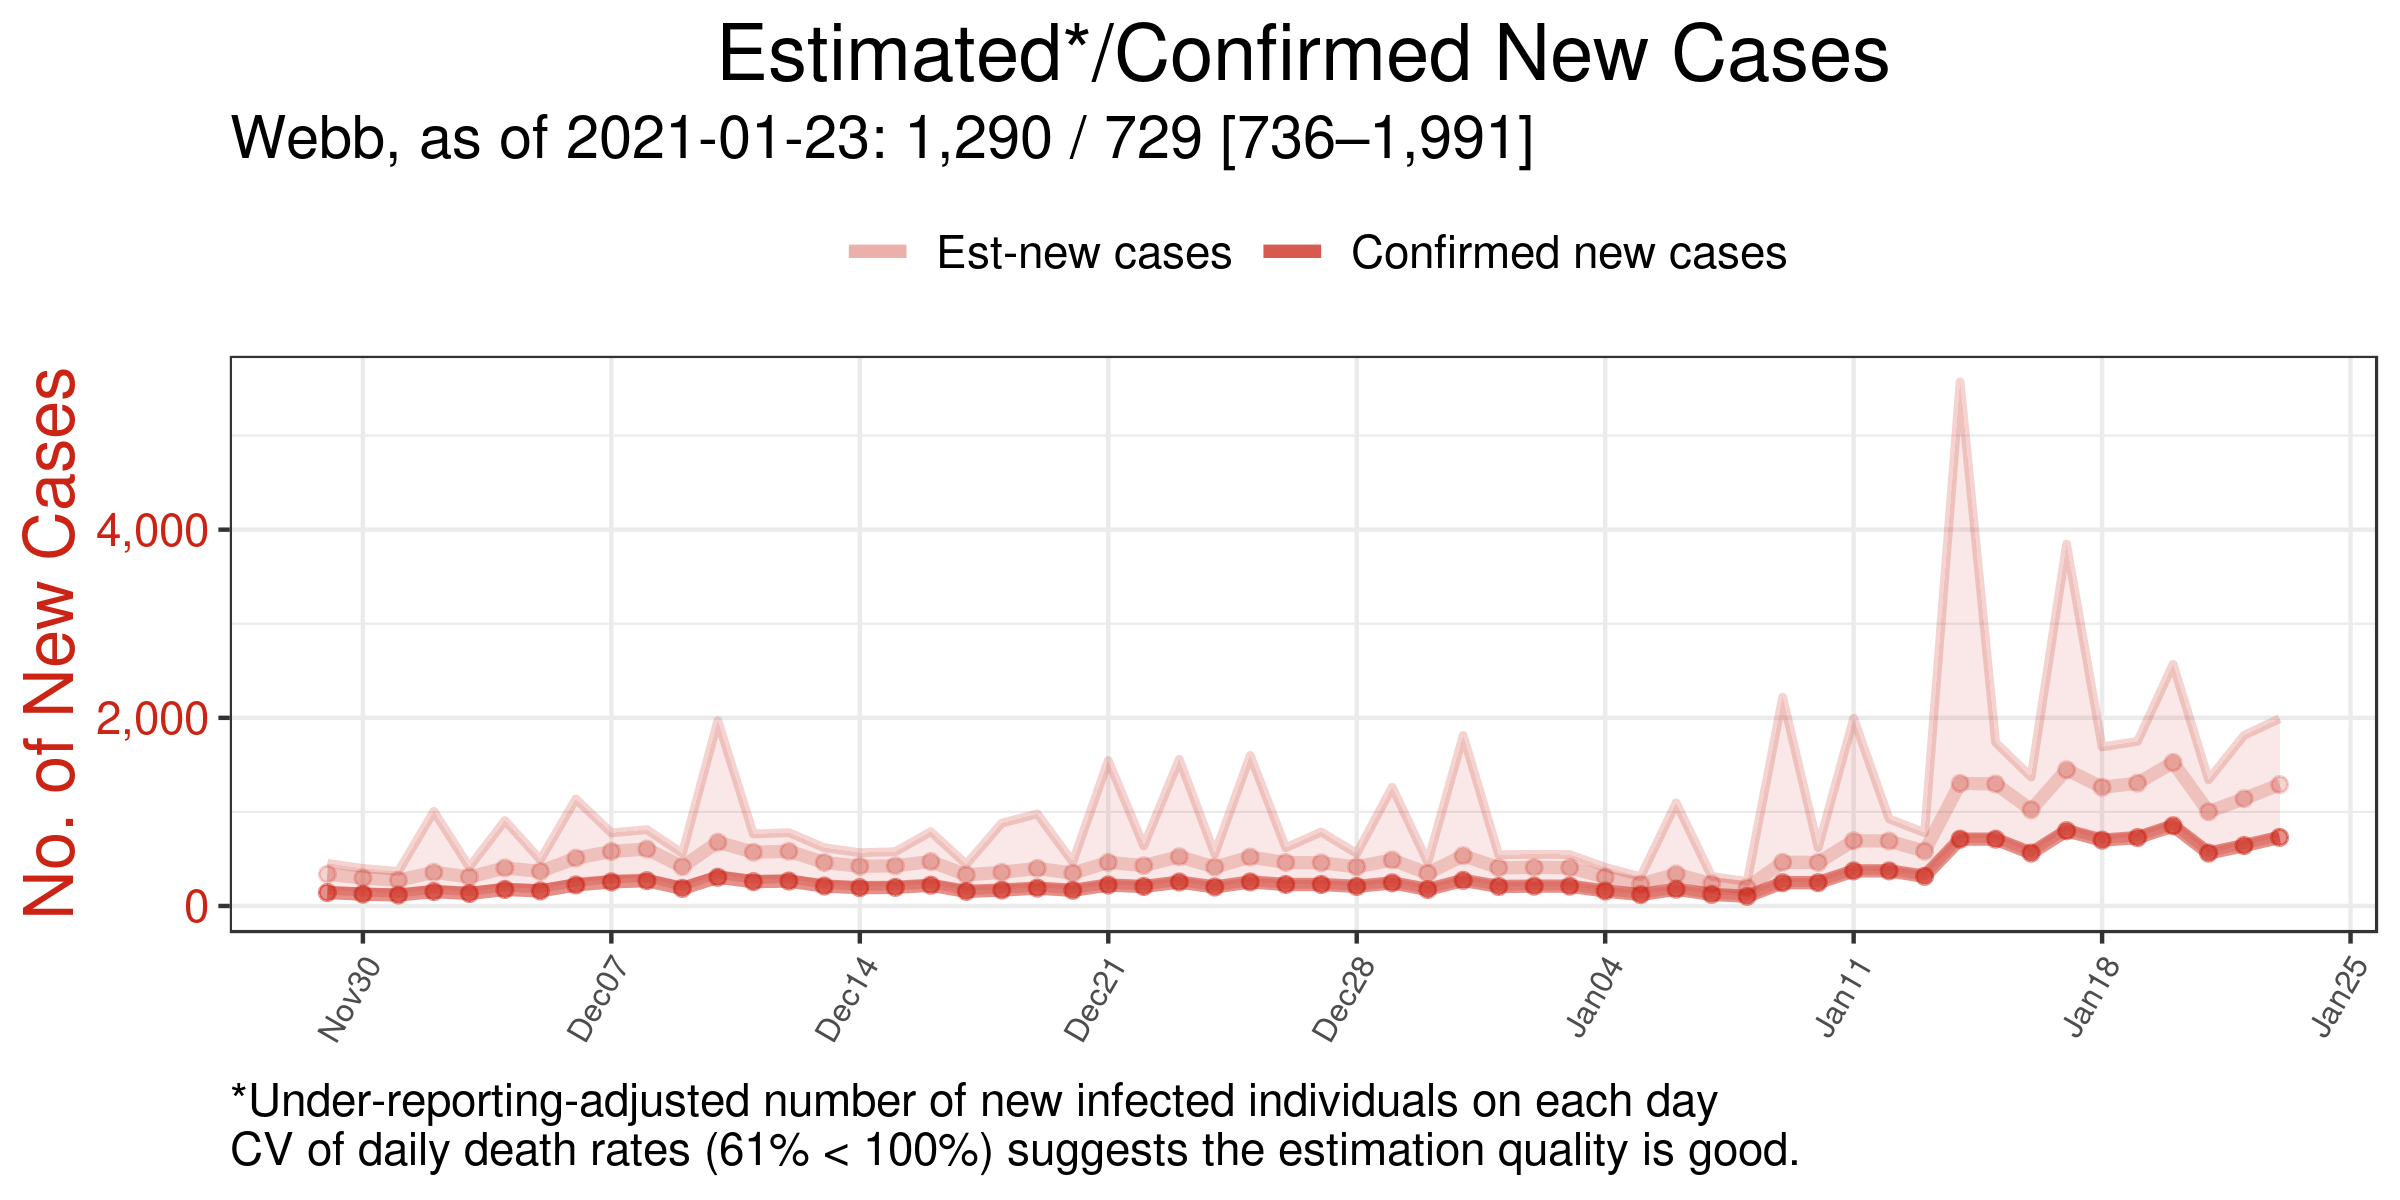 Estimated*/Confirmed New Cases
Webb, as of 2021-01-23: 1,290 / 729 [736–1,991]
Est-new cases
Confirmed new cases
No. of New Cases
4,000
2,000
0
Nov30
Dec07
Dec14
Dec21
Dec28
Jan04
Jan11
Jan18
Jan25
*Under-reporting-adjusted number of new infected individuals on each day
CV of daily death rates (61% < 100%) suggests the estimation quality is good.